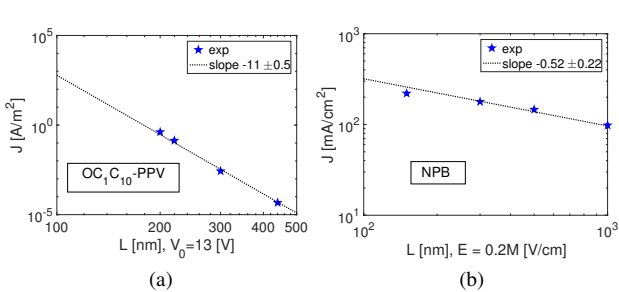 10^5
10^0
10^-5
J [A/m^2]
exp
slope -11 ±0.5
OC_1C_10-PPV
100 200 300 400 500
L [nm], V_0=13 [V]
(a)
10^3
10^2
10^1
J [mA/cm^2]
exp
slope -0.52 ±0.22
NPB
10^2 10^3
L [nm], E = 0.2M [V/cm]
(b)